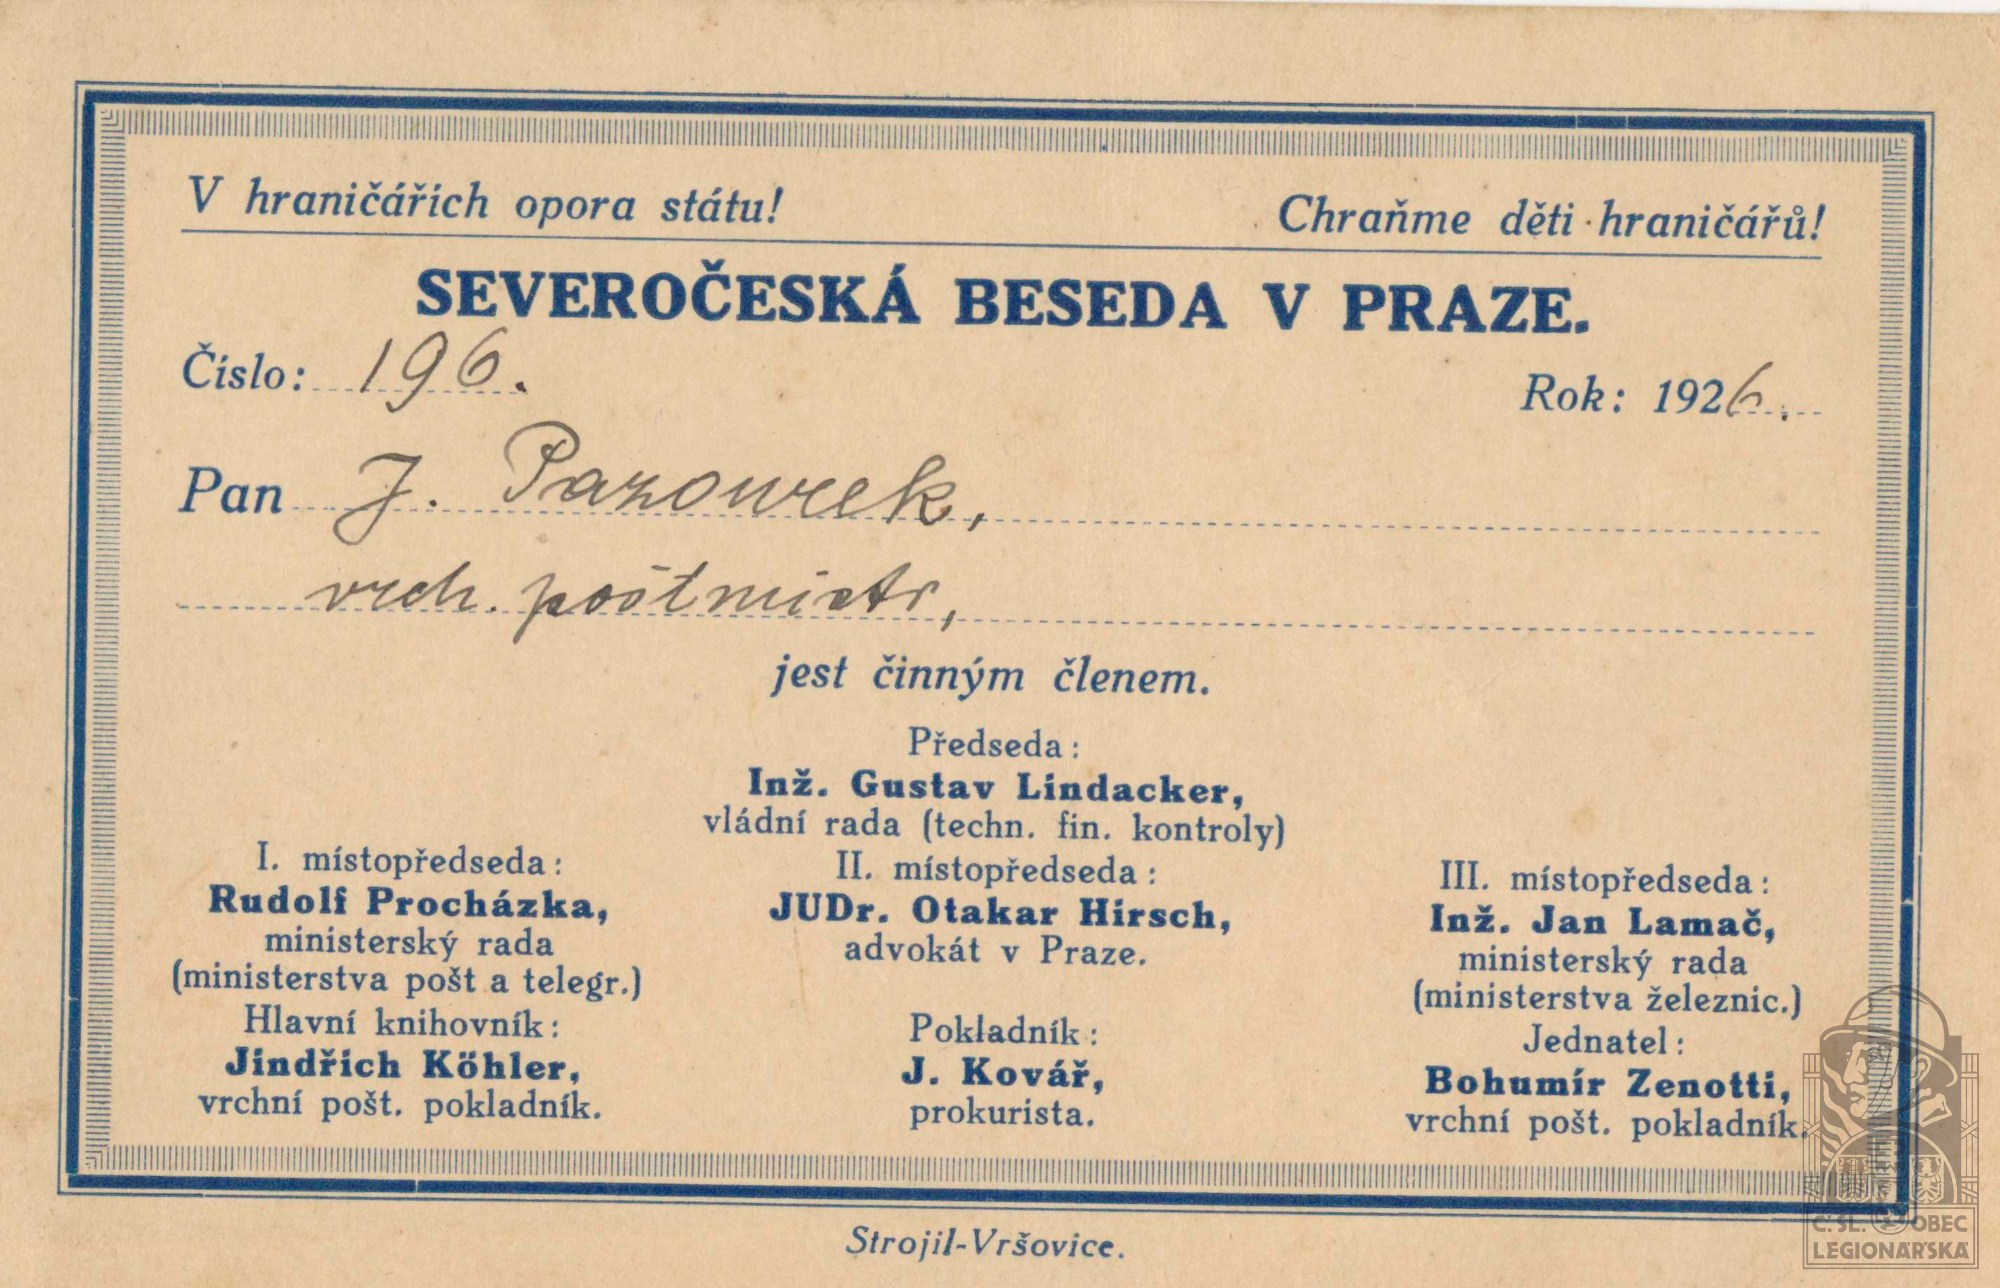 V hraničářích opora státu! Chraňme děti hraničářů!
SEVEROČESKÁ BESEDA V PRAZE.
Číslo: 196. Rok: 1926.
Pan J. Pazourek,
vrch. poštmistr,
jest činným členem.
Předseda:
Inž. Gustav Lindacker,
vládní rada (techn. fin. kontroly)
I. místopředseda:
Rudolf Procházka,
ministerský rada
(ministerstva pošt a telegr.)
II. místopředseda:
JUDr. Otakar Hirsch,
advokát v Praze.
III. místopředseda:
Inž. Jan Lamač,
ministerský rada
(ministerstva železnic.)
Hlavní knihovník:
Jindřich Köhler,
vrchní pošt. pokladník.
Pokladník:
J. Kovář,
prokurista.
Jednatel:
Bohumír Zenotti,
vrchní pošt. pokladník.
Strojil-Vršovice.
Č. SL. OBEC
LEGIONÁŘSKÁ